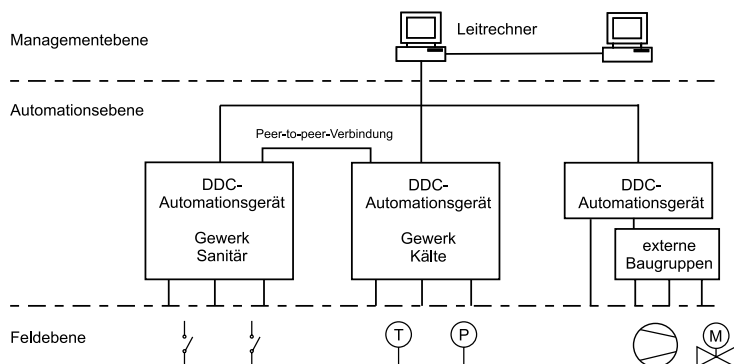 Managementebene
Leitrechner
Automationsebene
Peer-to-peer-Verbindung
DDC-
Automationsgerät
Gewerk
Sanitär
DDC-
Automationsgerät
Gewerk
Kälte
DDC-
Automationsgerät
externe
Baugruppen
Feldebene
T
P
M